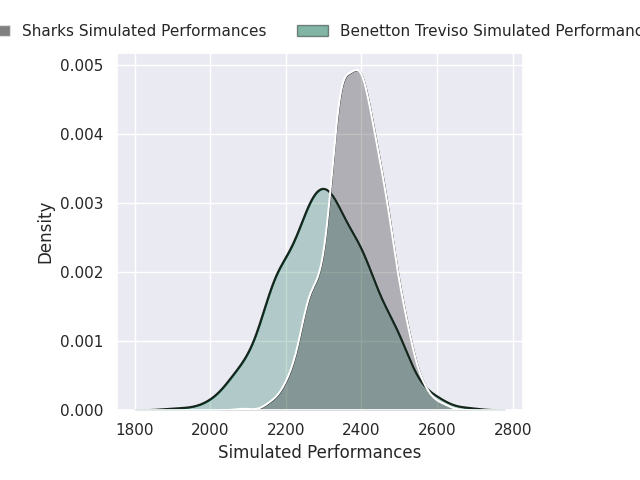 Sharks Simulated Performances
Benetton Treviso Simulated
0.005
0.004
0.003
0.002
0.001
0.000
Density
1800 2000 2200 2400 2600 2800
Simulated Performances